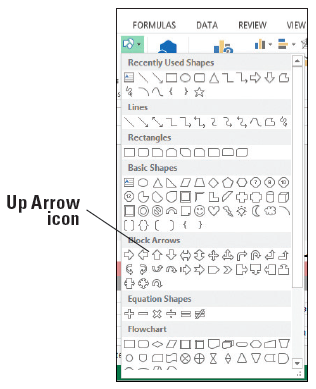 FORMULAS DATA REVIEW VIEW
Recently Used Shapes
Lines
Rectangles
Basic Shapes
Up Arrow
icon
Block Arrows
Equation Shapes
Flowchart